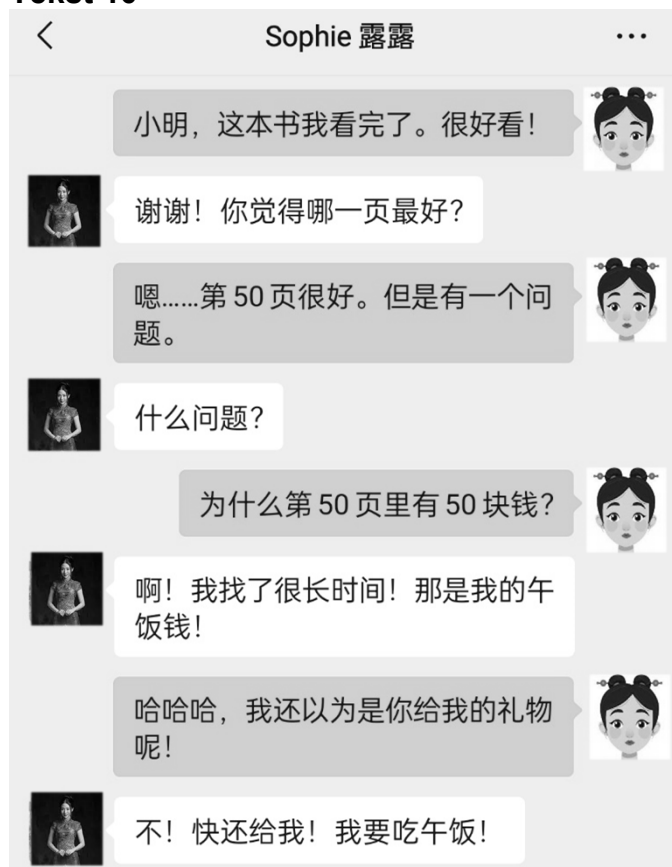 Sophie 露露
小明，这本书我看完了。很好看！
谢谢！你觉得哪一页最好？
嗯……第 50 页很好。但是有一个问
题。
什么问题？
为什么第 50 页里有 50 块钱？
啊！我找了很长时间！那是我的午
饭钱！
哈哈哈，我还以为是你给我的礼物
呢！
不！快还给我！我要吃午饭！